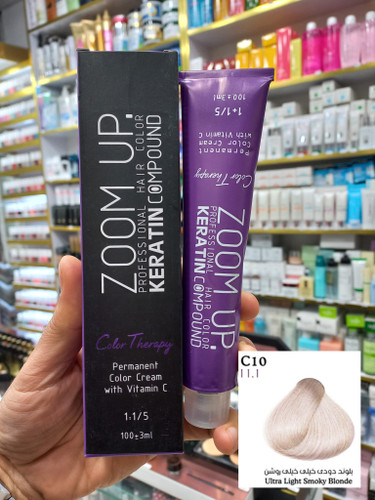 ZOOM UP.
PROFESSIONAL HAIR COLOR
KERATIN COMPOUND
Color Therapy
Permanent
Color Cream
with Vitamin C
1.1/5
100±3ml
ZOOM UP.
PROFESSIONAL HAIR COLOR
KERATIN COMPOUND
Color Therapy
Permanent
Color Cream
with Vitamin C
1+1/5
100±3ml
C10
11.1
بلوند دودی خیلی خیلی روشن
Ultra Light Smoky Blonde